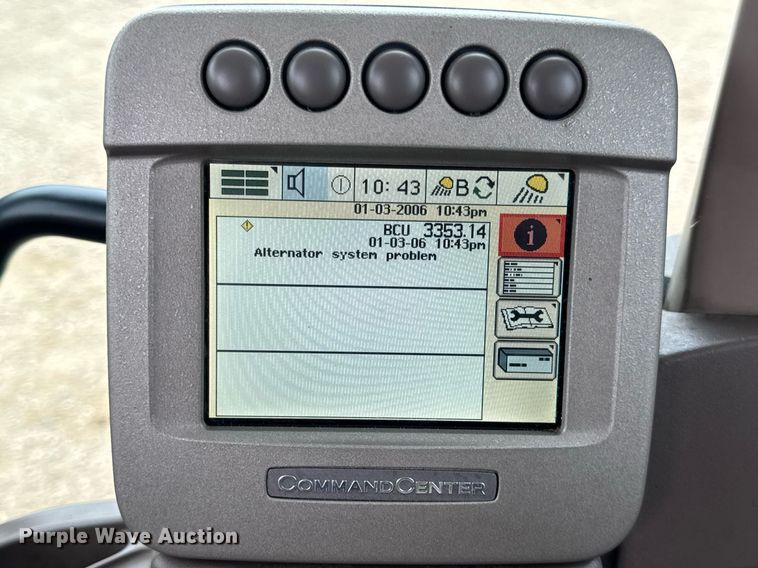 10:43 B
01-03-2006 10:43pm
BCU 3353.14
01-03-06 10:43pm
Alternator system problem
i
COMMANDCENTER
Purple Wave Auction